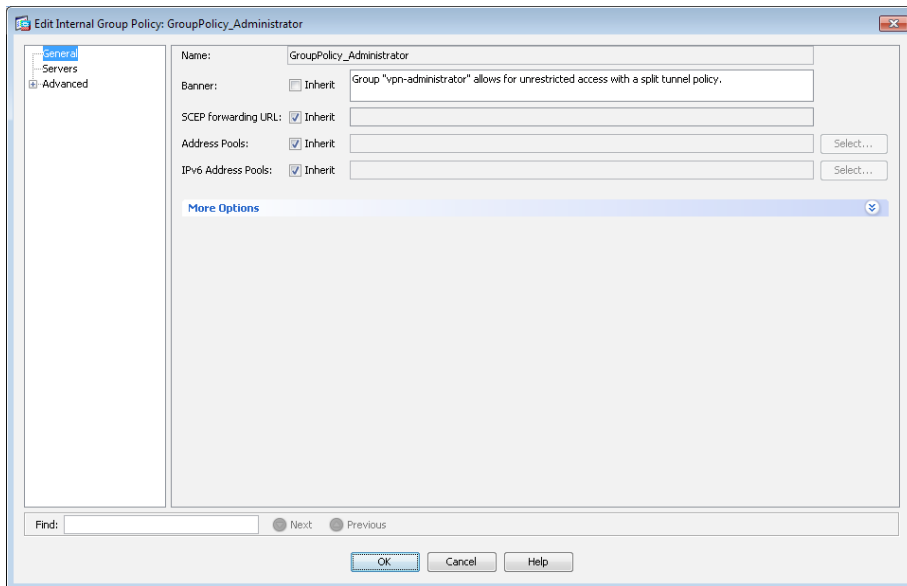 Edit Internal Group Policy: GroupPolicy_Administrator
General
Servers
Advanced
Name: GroupPolicy_Administrator
Banner: Inherit Group "vpn-administrator" allows for unrestricted access with a split tunnel policy.
SCEP forwarding URL: Inherit
Address Pools: Inherit Select...
IPv6 Address Pools: Inherit Select...
More Options
Find: Next Previous
OK Cancel Help